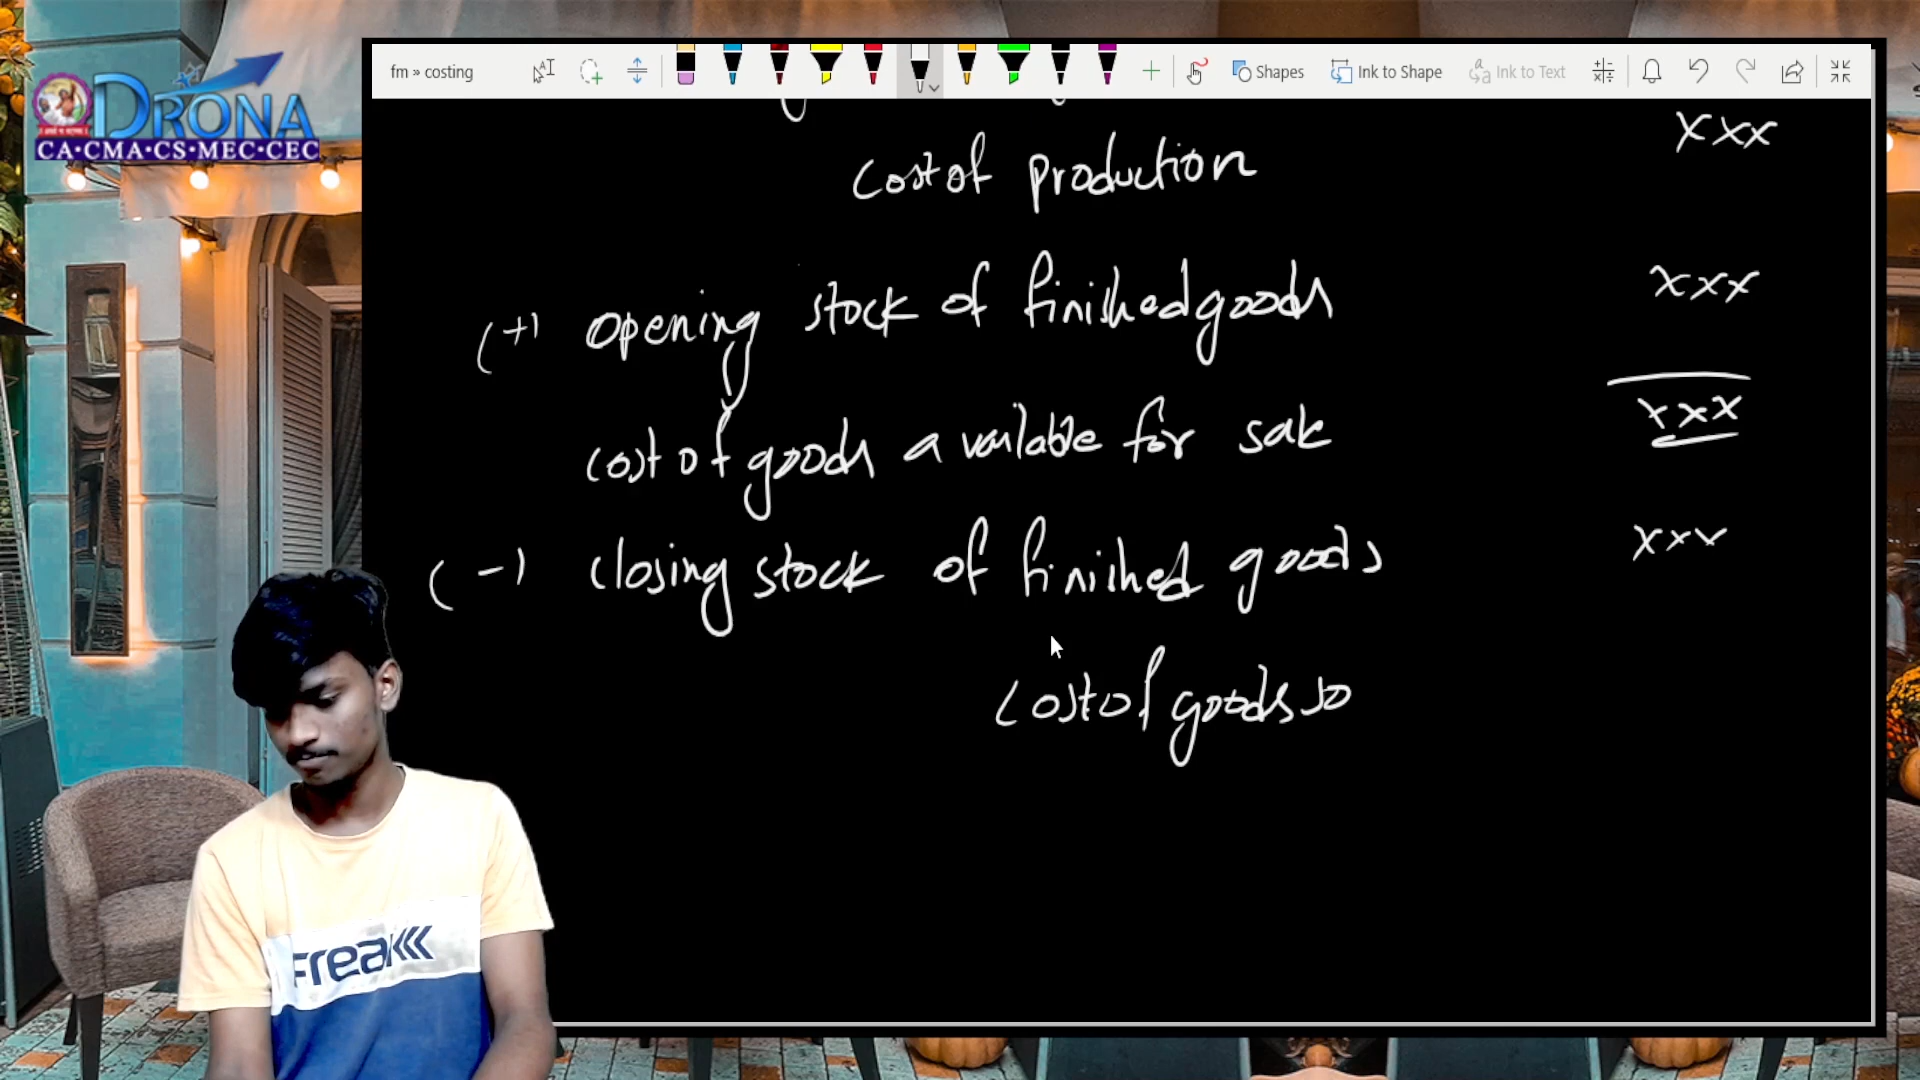 DRONA
CA•CMA•CS•MEC•CEC
fm » costing
Shapes
Ink to Shape
Ink to Text
xxx
cost of production
(+) opening stock of finished goods xxx
cost of goods available for sale xxx
(-) closing stock of finished goods xxx
cost of goods so
Freak